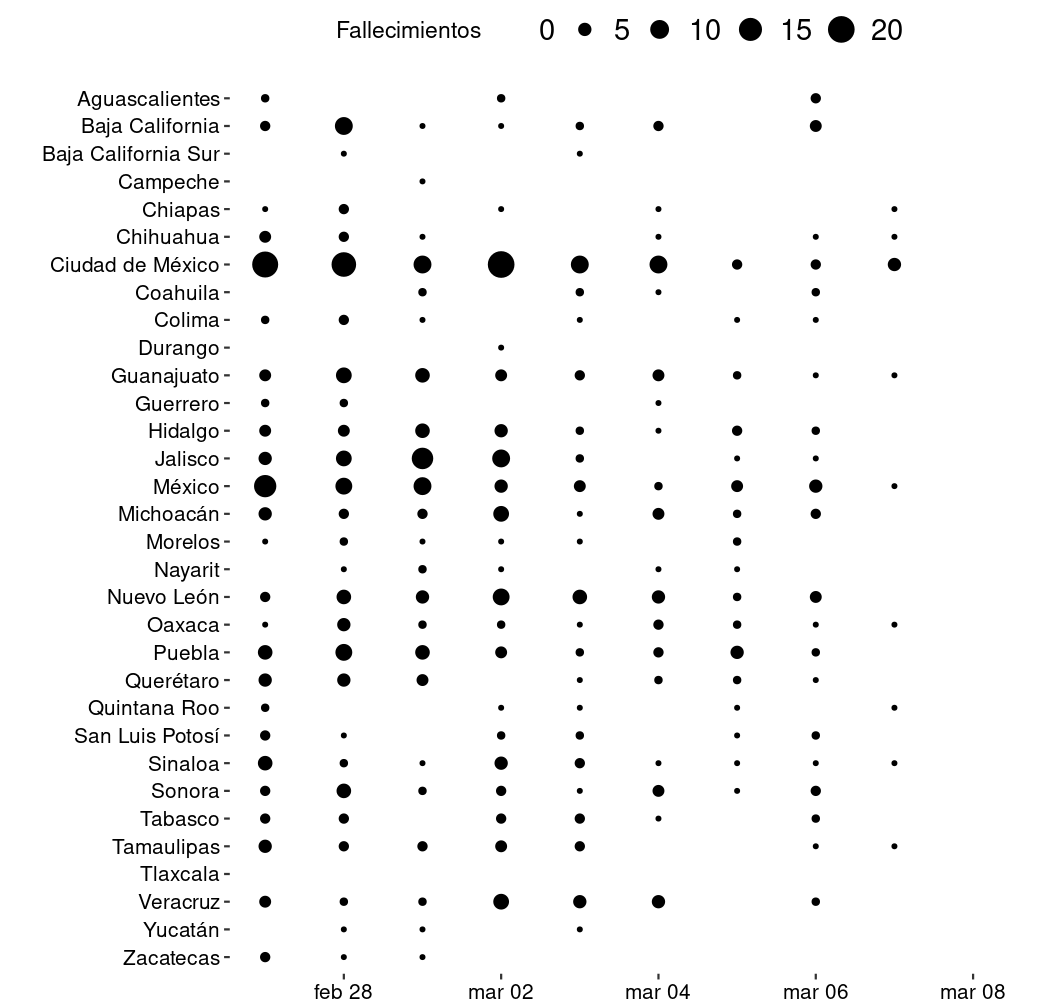 Fallecimientos 0 5 10 15 20
Aguascalientes
Baja California
Baja California Sur
Campeche
Chiapas
Chihuahua
Ciudad de México
Coahuila
Colima
Durango
Guanajuato
Guerrero
Hidalgo
Jalisco
México
Michoacán
Morelos
Nayarit
Nuevo León
Oaxaca
Puebla
Querétaro
Quintana Roo
San Luis Potosí
Sinaloa
Sonora
Tabasco
Tamaulipas
Tlaxcala
Veracruz
Yucatán
Zacatecas
feb 28 mar 02 mar 04 mar 06 mar 08